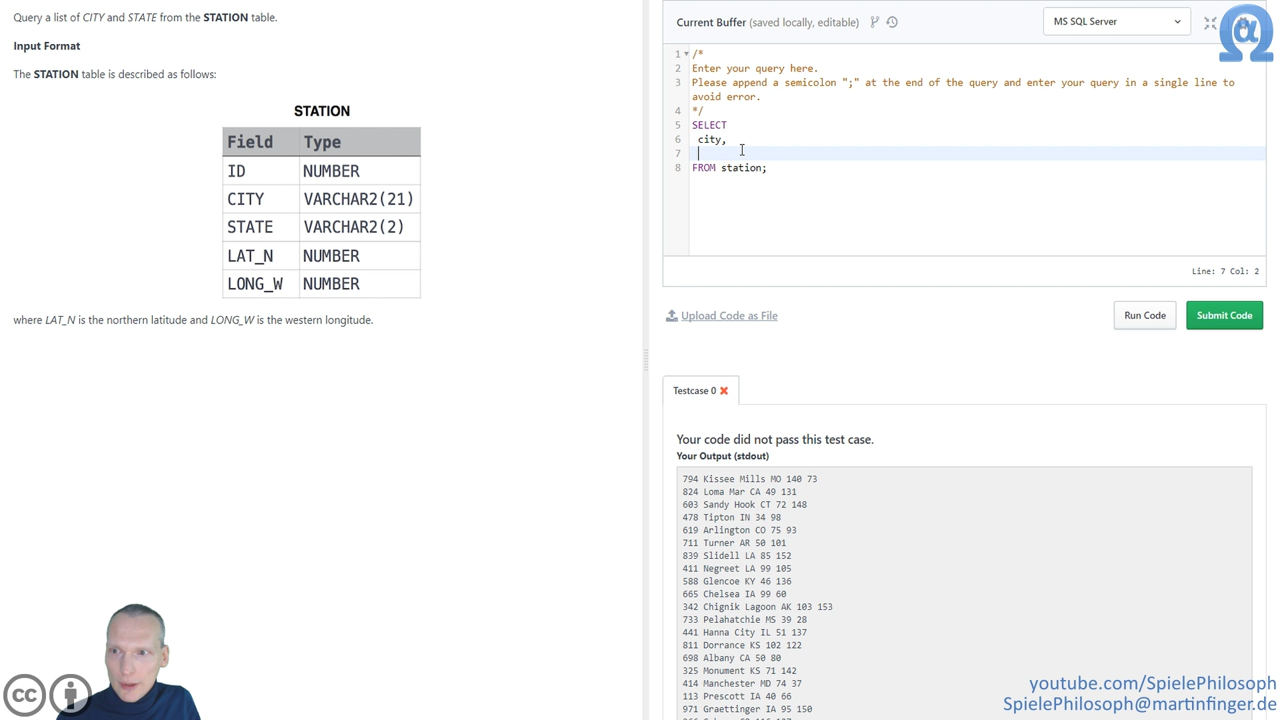 Query a list of CITY and STATE from the STATION table.
Input Format
The STATION table is described as follows:
STATION
Field Type
ID NUMBER
CITY VARCHAR2(21)
STATE VARCHAR2(2)
LAT_N NUMBER
LONG_W NUMBER
where LAT_N is the northern latitude and LONG_W is the western longitude.
Current Buffer (saved locally, editable)
MS SQL Server
1 /*
2 Enter your query here.
3 Please append a semicolon ";" at the end of the query and enter your query in a single line to
avoid error.
4 */
5 SELECT
6 city,
7
8 FROM station;
Line: 7 Col: 2
Upload Code as File
Run Code
Submit Code
Testcase 0
Your code did not pass this test case.
Your Output (stdout)
794 Kissee Mills MO 140 73
824 Loma Mar CA 49 131
603 Sandy Hook CT 72 148
478 Tipton IN 34 98
619 Arlington CO 75 93
711 Turner AR 50 101
839 Slidell LA 85 152
411 Negreet LA 99 105
588 Glencoe KY 46 136
665 Chelsea IA 99 60
342 Chignik Lagoon AK 103 153
733 Pelahatchie MS 39 28
441 Hanna City IL 51 137
811 Dorrance KS 102 122
698 Albany CA 50 80
325 Monument KS 71 142
414 Manchester MD 74 37
113 Prescott IA 40 66
971 Graettinger IA 95 150
cc
youtube.com/SpielePhilosoph
SpielePhilosoph@martinfinger.de